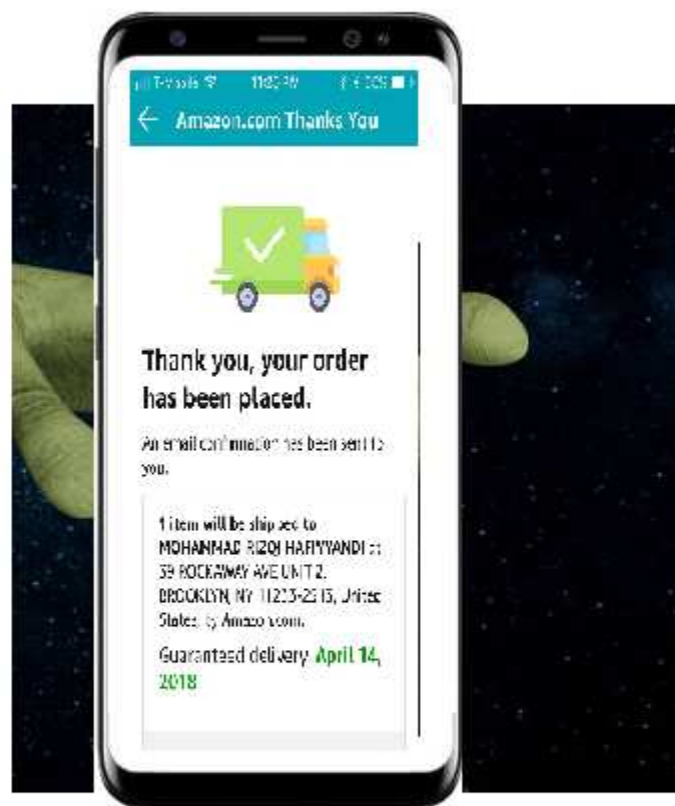 T-Mobile
Amazon.com Thanks You
Thank you, your order
has been placed.
An email confirmation has been sent to
you.
1 item will be shipped to
MOHAMMAD RIZQI
39 ROCKAWAY AVE UNIT 2,
BROOKLYN, NY United
States, by Amazon.com.
Guaranteed delivery: April 14,
2018